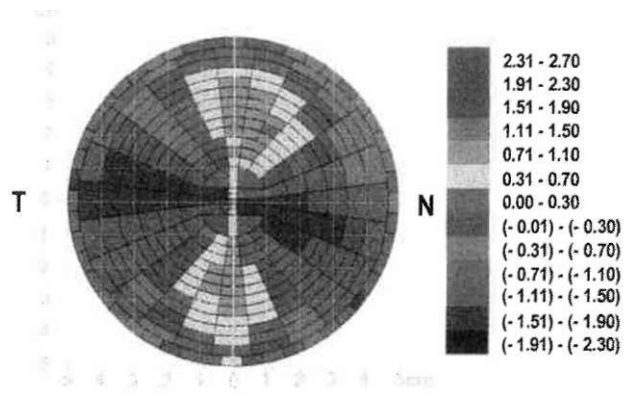 T
N
2.31 - 2.70
1.91 - 2.30
1.51 - 1.90
1.11 - 1.50
0.71 - 1.10
0.31 - 0.70
0.00 - 0.30
(- 0.01) - (- 0.30)
(- 0.31) - (- 0.70)
(- 0.71) - (- 1.10)
(- 1.11) - (- 1.50)
(- 1.51) - (- 1.90)
(- 1.91) - (- 2.30)